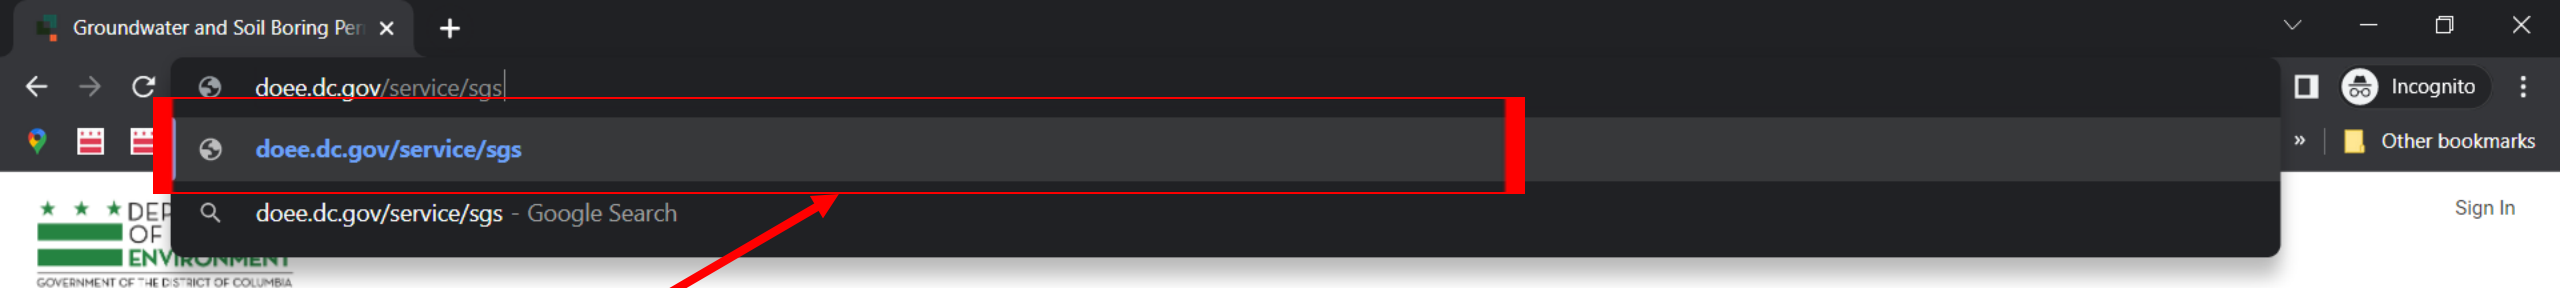 Groundwater and Soil Boring Per
doee.dc.gov/service/sgs
Incognito
doee.dc.gov/service/sgs
Other bookmarks
doee.dc.gov/service/sgs - Google Search
Sign In
DEP
OF
ENVIRONMENT
GOVERNMENT OF THE DISTRICT OF COLUMBIA